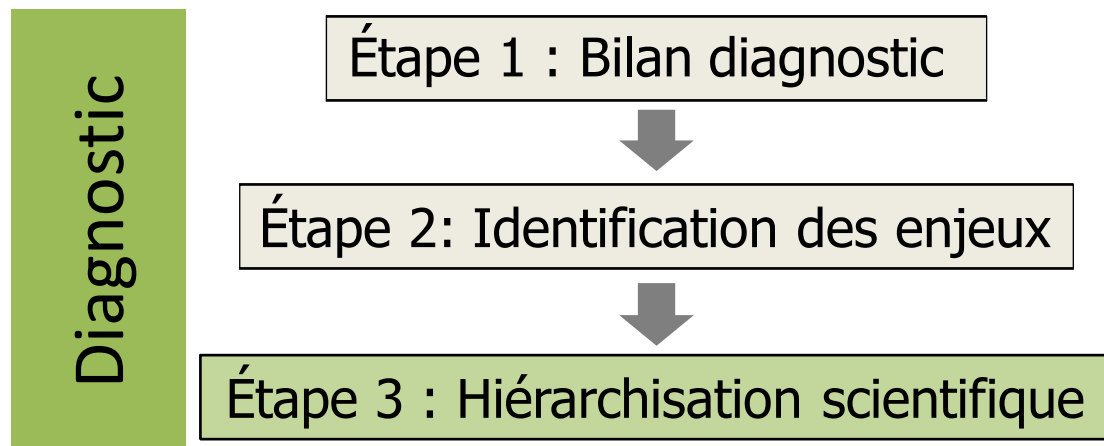 Diagnostic
Étape 1 : Bilan diagnostic
Étape 2: Identification des enjeux
Étape 3 : Hiérarchisation scientifique